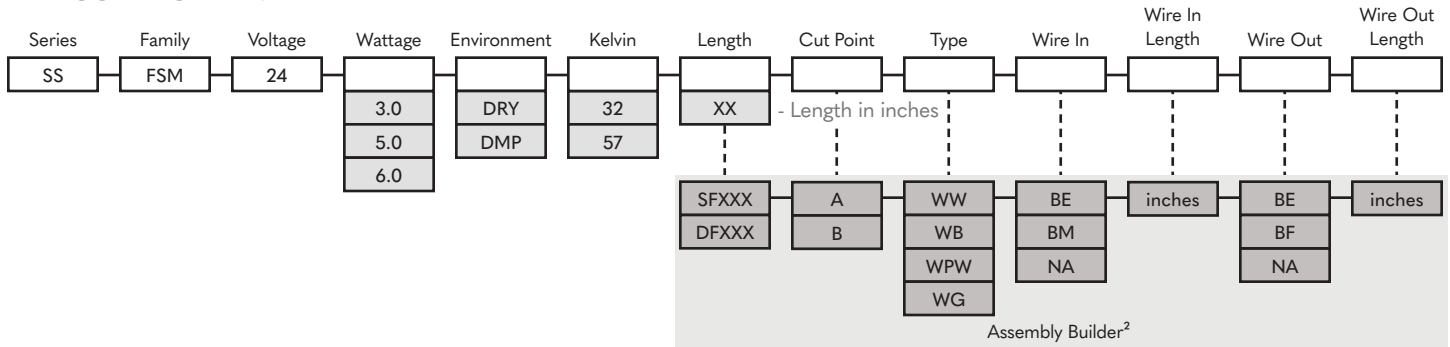 Series Family Voltage Wattage Environment Kelvin Length Cut Point Type Wire In Wire In Length Wire Out Wire Out Length
SS FSM 24
3.0 DRY 32 XX - Length in inches
5.0 DMP 57
6.0
SFXXX A WW BE inches BE inches
DFXXX B WB BM BF
WPW NA NA
WG
Assembly Builder²